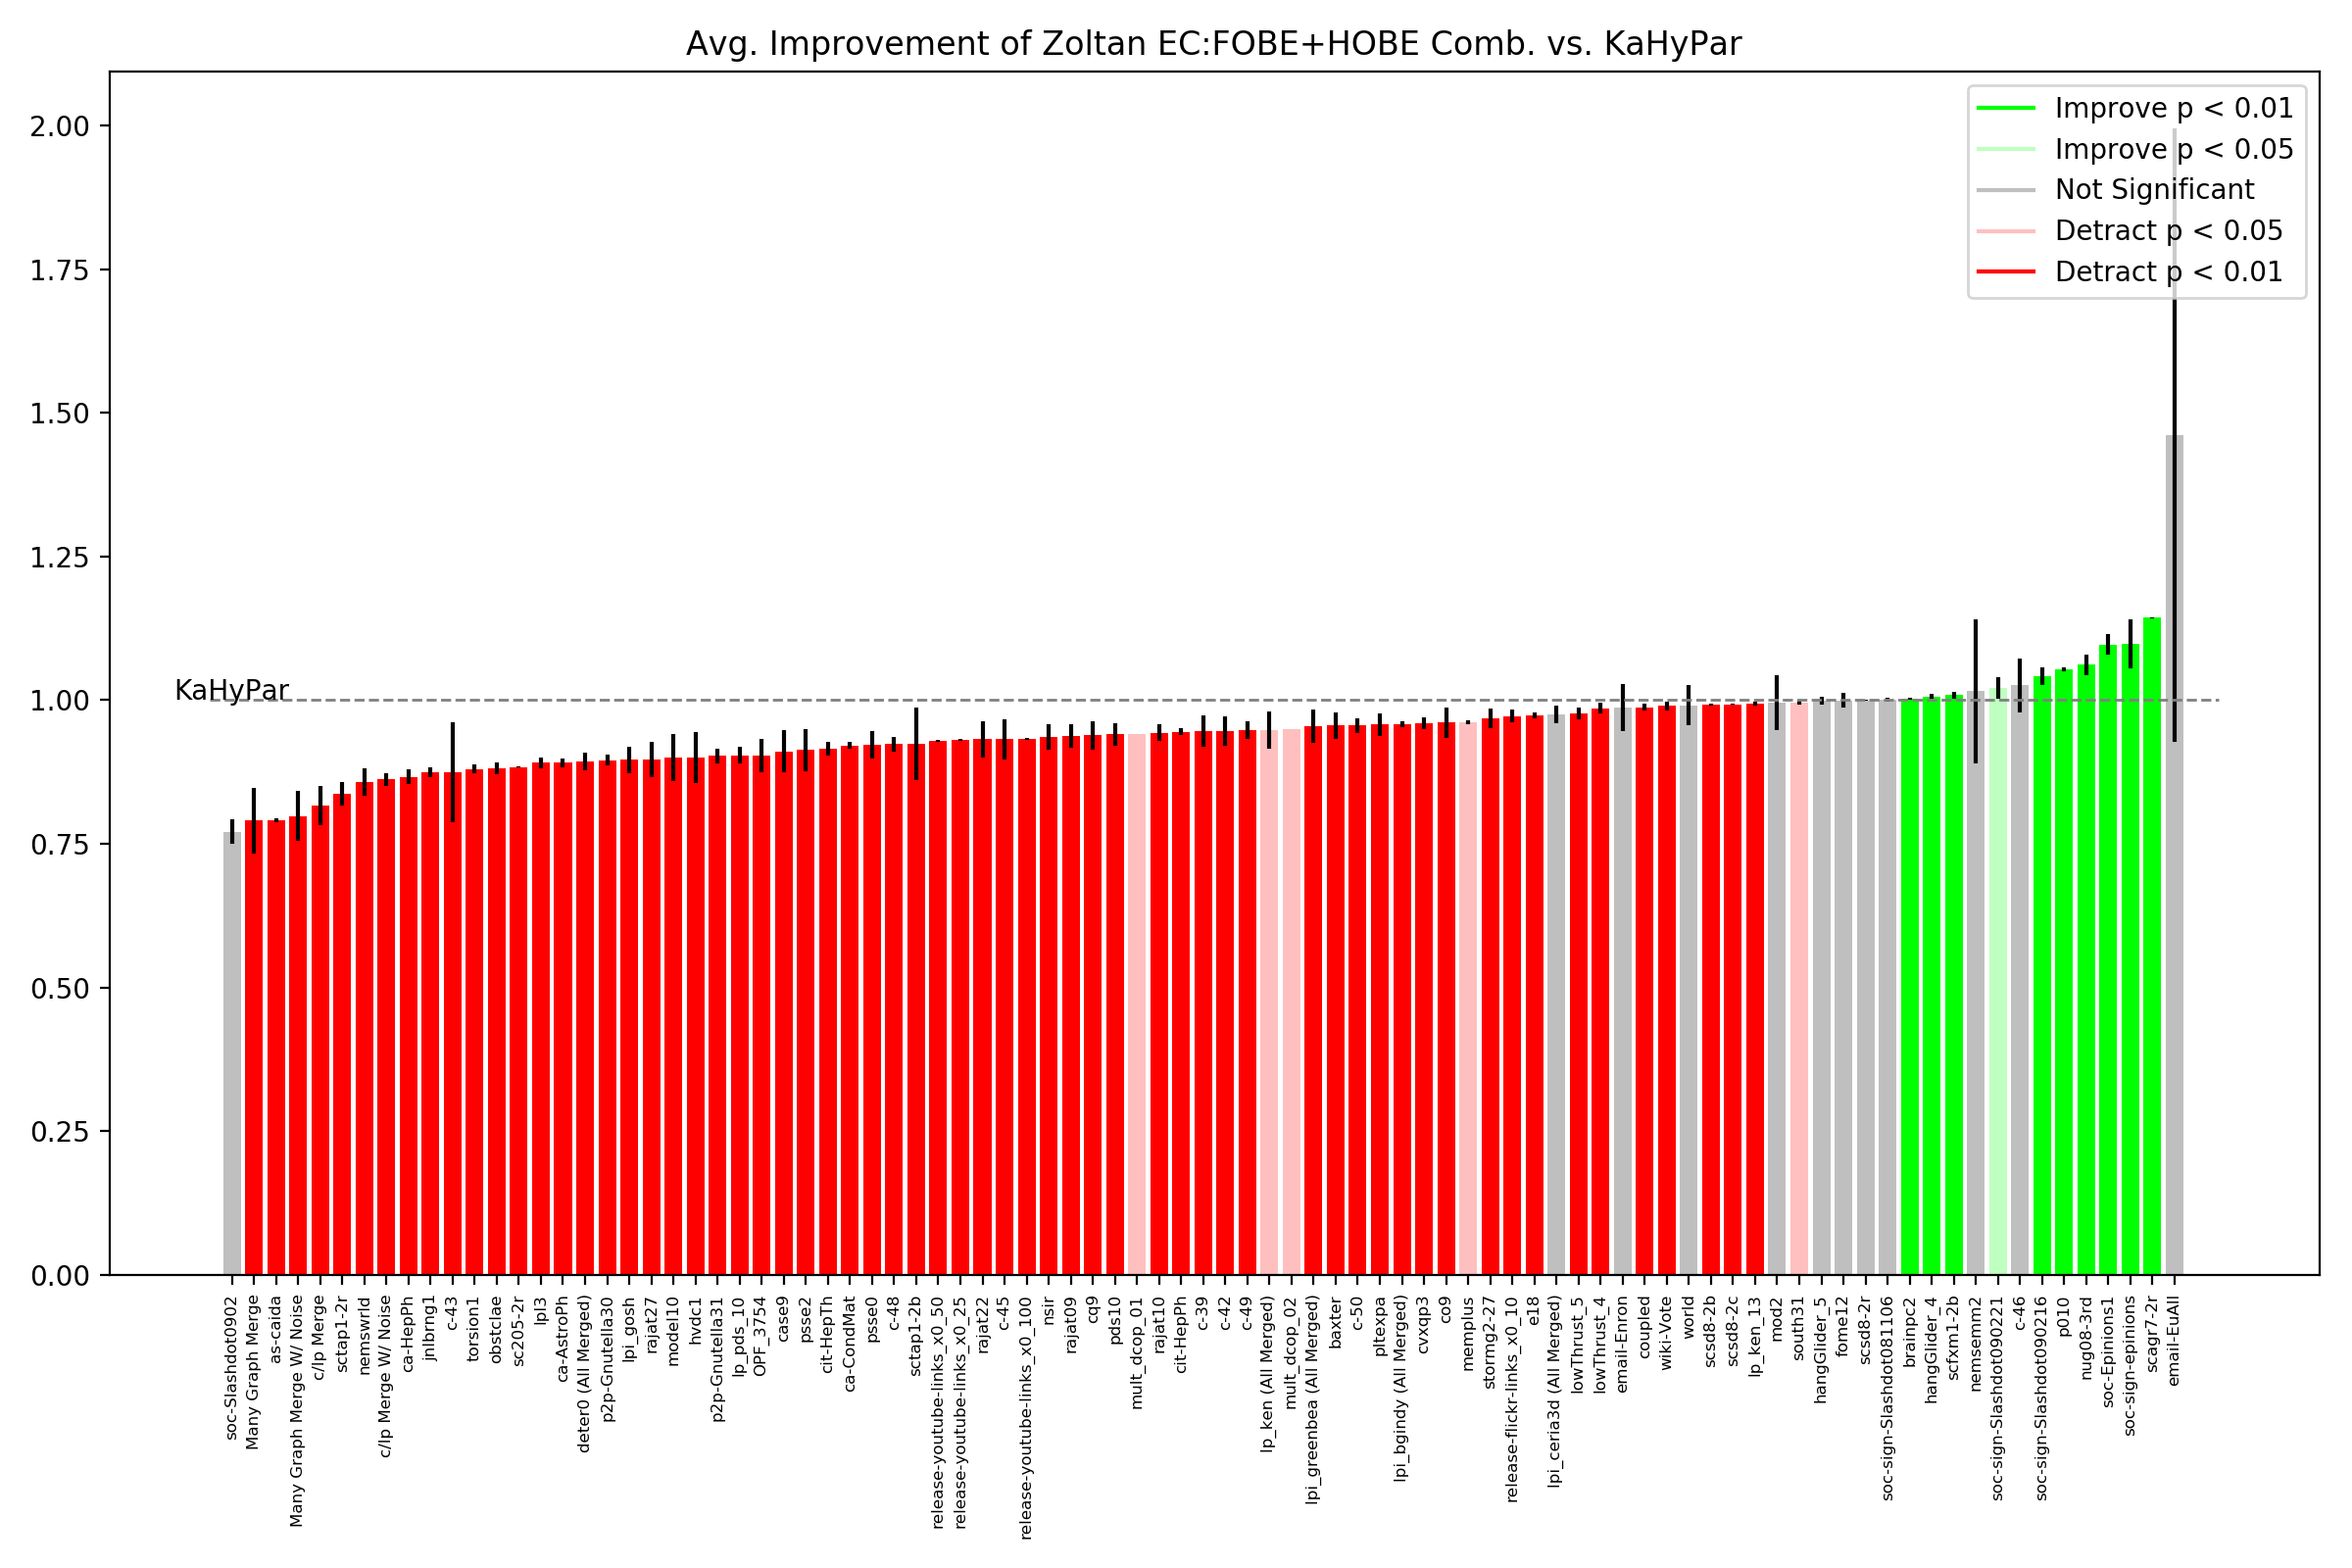 Avg. Improvement of Zoltan EC:FOBE+HOBE Comb. vs. KaHyPar
2.00
1.75
1.50
1.25
1.00
0.75
0.50
0.25
0.00
KaHyPar
Improve p < 0.01
Improve p < 0.05
Not Significant
Detract p < 0.05
Detract p < 0.01
soc-Slashdot0902
Many Graph Merge
as-caida
Many Graph Merge W/ Noise
c/lp Merge
sctap1-2r
nemswrld
c/lp Merge W/ Noise
ca-HepPh
jnlbrng1
c-43
torsion1
obstclae
sc205-2r
lpl3
ca-AstroPh
deter0 (All Merged)
p2p-Gnutella30
lpi_gosh
rajat27
model10
hvdc1
p2p-Gnutella31
lp_pds_10
OPF_3754
case9
psse2
cit-HepTh
ca-CondMat
psse0
c-48
sctap1-2b
release-youtube-links_x0_50
release-youtube-links_x0_25
rajat22
c-45
release-youtube-links_x0_100
nsir
rajat09
cq9
pds10
mult_dcop_01
rajat10
cit-HepPh
c-39
c-42
c-49
lp_ken (All Merged)
mult_dcop_02
lpi_greenbea (All Merged)
baxter
c-50
pltexpa
lpi_bgindy (All Merged)
cvxqp3
co9
memplus
stormg2-27
release-flickr-links_x0_10
e18
lpi_ceria3d (All Merged)
lowThrust_5
lowThrust_4
email-Enron
coupled
wiki-Vote
world
scsd8-2b
scsd8-2c
lp_ken_13
mod2
south31
hangGlider_5
fome12
scsd8-2r
soc-sign-Slashdot081106
brainpc2
hangGlider_4
scfxm1-2b
nemsemm2
soc-sign-Slashdot090221
c-46
soc-sign-Slashdot090216
p010
nug08-3rd
soc-Epinions1
soc-sign-epinions
scagr7-2r
email-EuAll